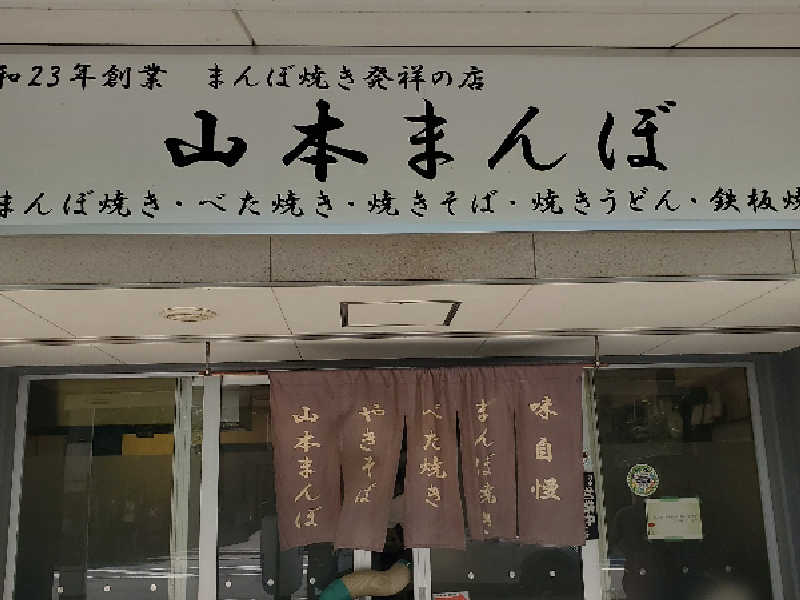 和23年創業 まんぼ焼き発祥の店
山本まんぼ
まんぼ焼き・べた焼き・焼きそば・焼きうどん・鉄板焼
味自慢
まんぼ焼き
べた焼き
やきそば
山本まんぼ